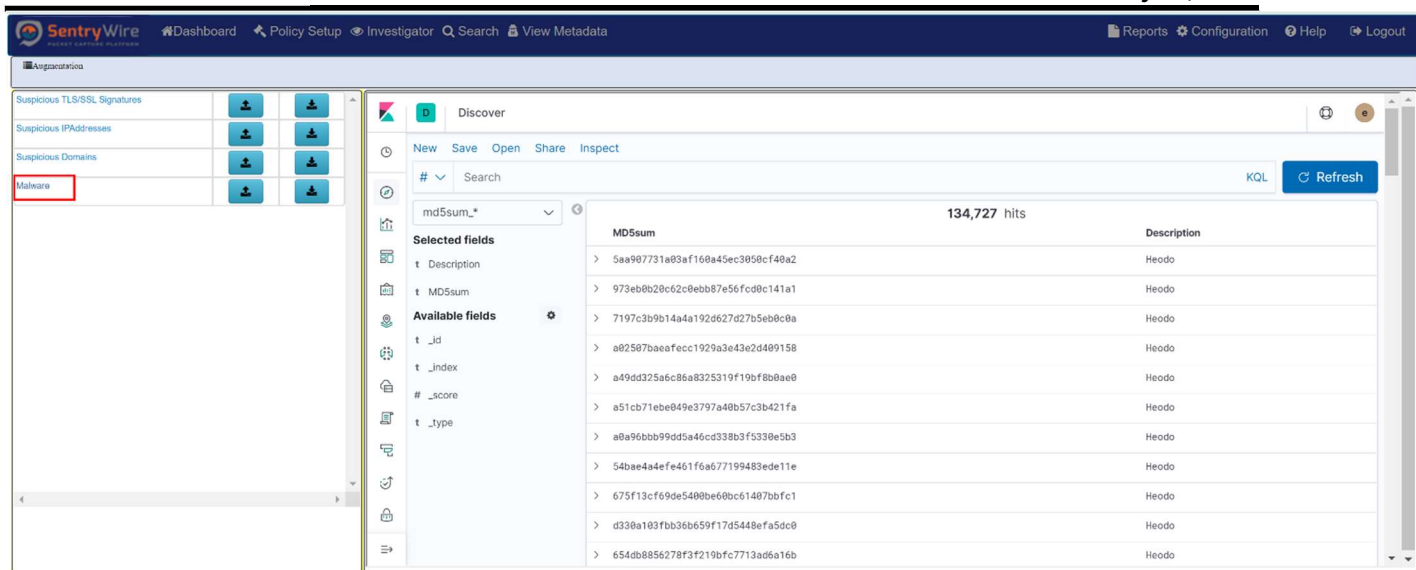 SentryWire
PACKET CAPTURE PLATFORM
Dashboard Policy Setup Investigator Search View Metadata Reports Configuration Help Logout
Augmentation
Suspicious TLS/SSL Signatures
Suspicious IPAddresses
Suspicious Domains
Malware
D Discover e
New Save Open Share Inspect
# Search KQL Refresh
md5sum_*
134,727 hits
Selected fields
t Description
t MD5sum
Available fields
t _id
t _index
# _score
t _type
MD5sum Description
> 5aa907731a03af160a45ec3050cf40a2 Heodo
> 973eb0b20c62c0ebb87e56fcd0c141a1 Heodo
> 7197c3b9b14a4a192d627d27b5eb0c0a Heodo
> a02507baeafecc1929a3e43e2d409158 Heodo
> a49dd325a6c86a8325319f19bf8b0ae0 Heodo
> a51cb71ebe049e3797a40b57c3b421fa Heodo
> a0a96bbb99dd5a46cd338b3f5330e5b3 Heodo
> 54bae4a4efe461f6a677199483ede11e Heodo
> 675f13cf69de5400be60bc61407bbfc1 Heodo
> d330a103fbb36b659f17d5448efa5dc0 Heodo
> 654db8856278f3f219bfc7713ad6a16b Heodo